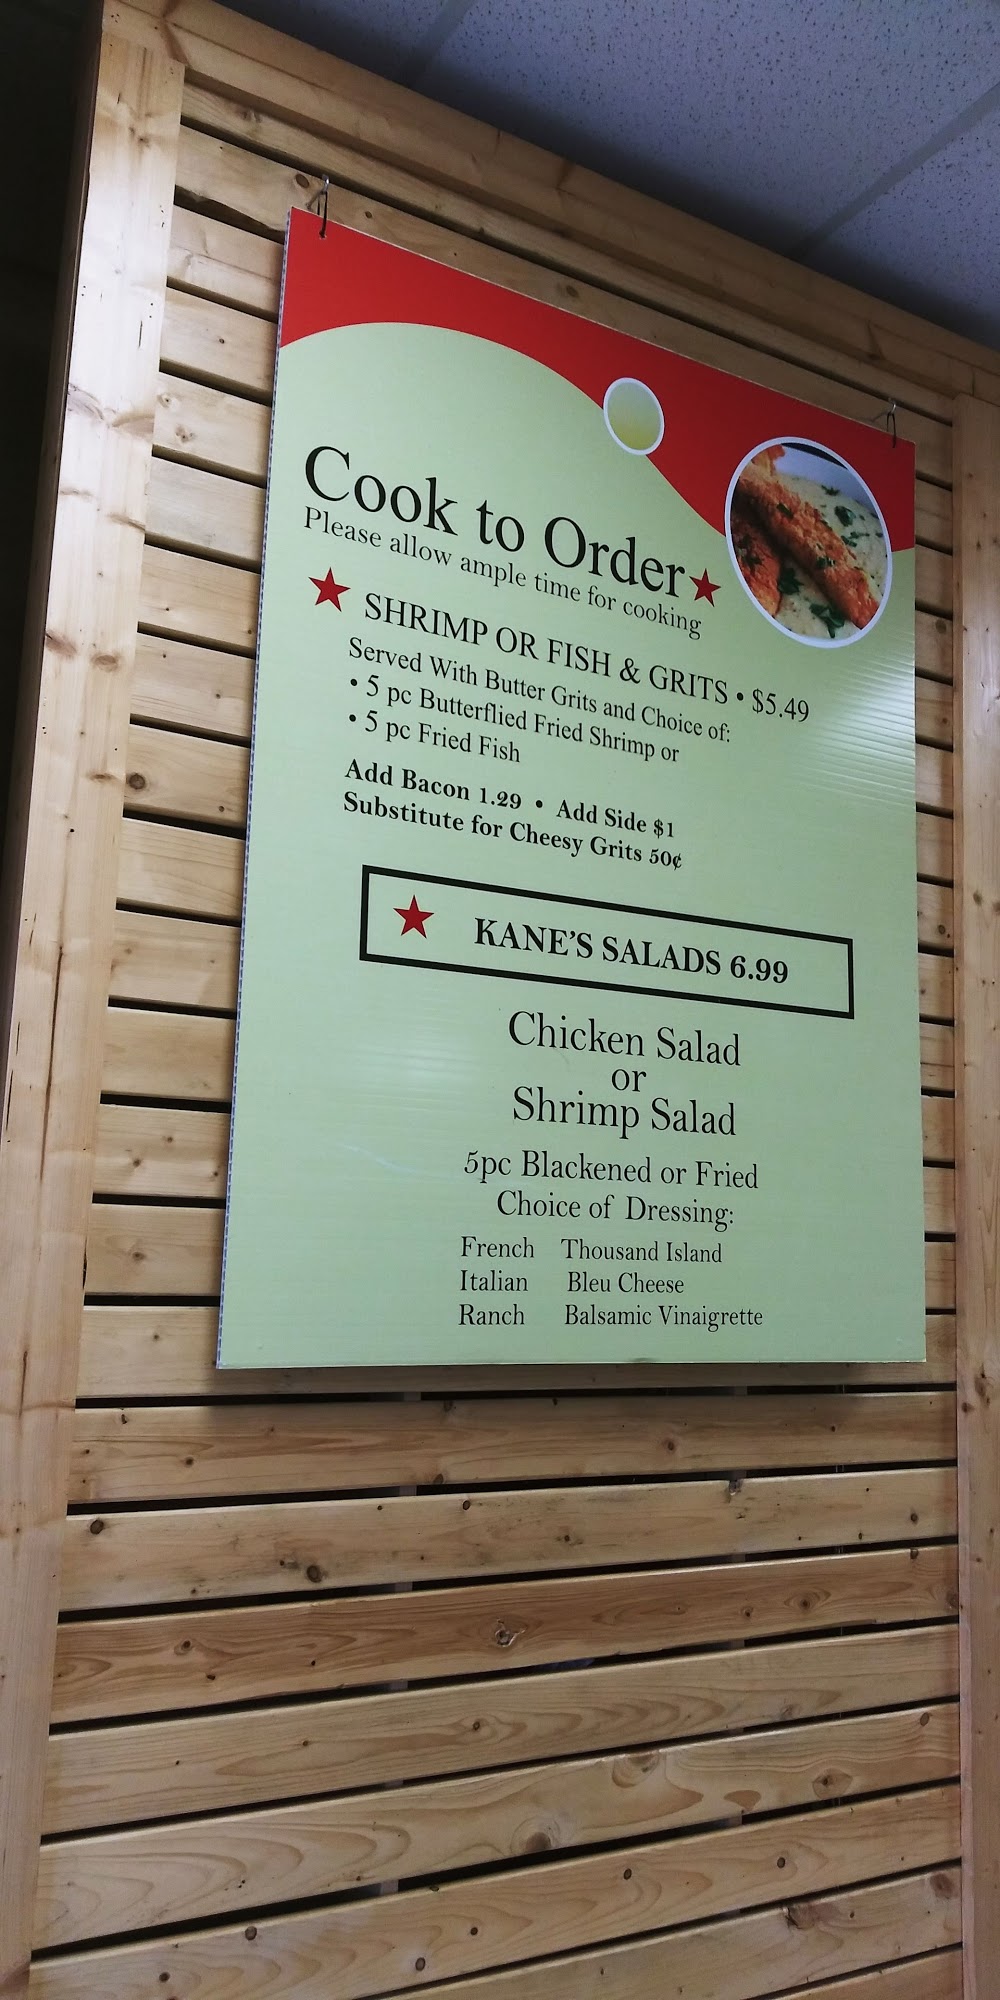 Cook to Order
Please allow ample time for cooking
SHRIMP OR FISH & GRITS • $5.49
Served With Butter Grits and Choice of:
• 5 pc Butterflied Fried Shrimp or
• 5 pc Fried Fish
Add Bacon 1.29 • Add Side $1
Substitute for Cheesy Grits 50¢
KANE'S SALADS 6.99
Chicken Salad
or
Shrimp Salad
5pc Blackened or Fried
Choice of Dressing:
French Thousand Island
Italian Bleu Cheese
Ranch Balsamic Vinaigrette